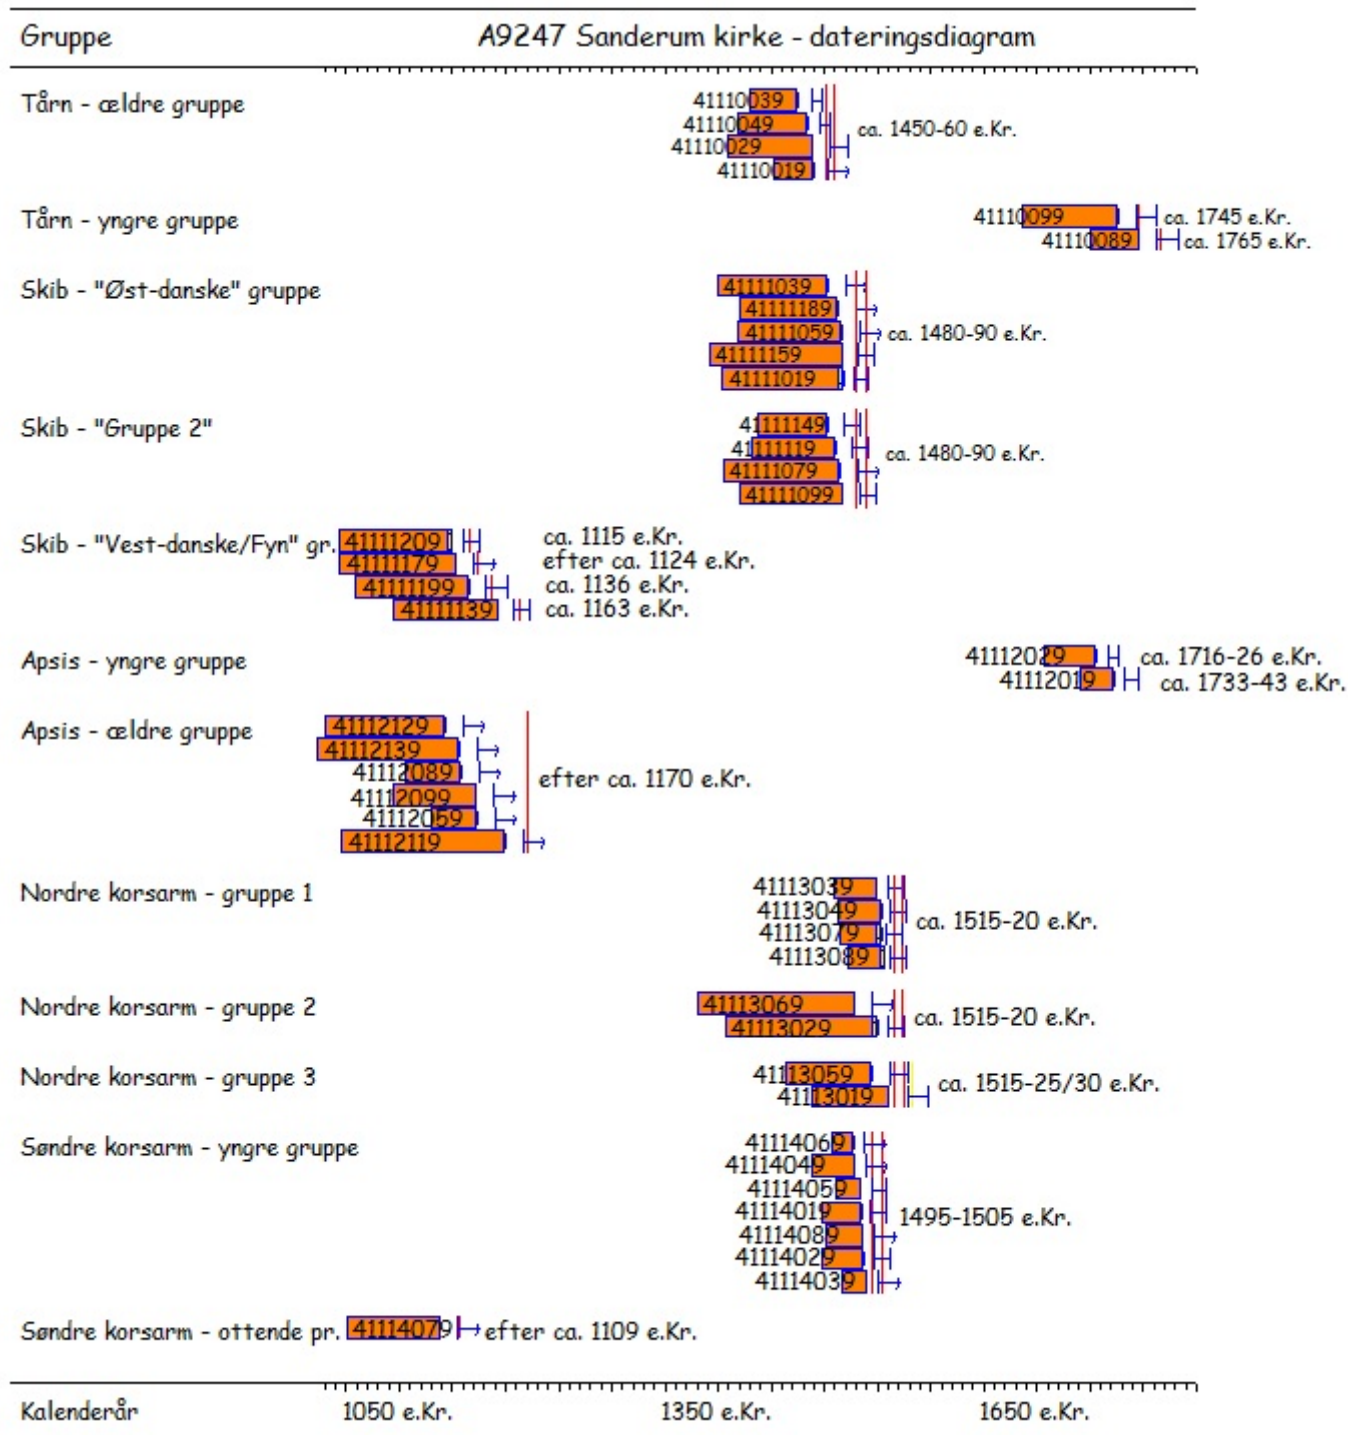 Gruppe A9247 Sanderum kirke - dateringsdiagram
Tårn - ældre gruppe
41110039
41110049
41110029
41110019
ca. 1450-60 e.Kr.
Tårn - yngre gruppe
41110099 ca. 1745 e.Kr.
41110089 ca. 1765 e.Kr.
Skib - "Øst-danske" gruppe
41111039
41111189
41111059
41111159
41111019
ca. 1480-90 e.Kr.
Skib - "Gruppe 2"
41111149
41111119
41111079
41111099
ca. 1480-90 e.Kr.
Skib - "Vest-danske/Fyn" gr.
41111209 ca. 1115 e.Kr.
41111179 efter ca. 1124 e.Kr.
41111199 ca. 1136 e.Kr.
41111139 ca. 1163 e.Kr.
Apsis - yngre gruppe
41112029 ca. 1716-26 e.Kr.
41112019 ca. 1733-43 e.Kr.
Apsis - ældre gruppe
41112129
41112139
41112089
41112099
41112059
41112119
efter ca. 1170 e.Kr.
Nordre korsarm - gruppe 1
41113039
41113049
41113079
41113089
ca. 1515-20 e.Kr.
Nordre korsarm - gruppe 2
41113069
41113029
ca. 1515-20 e.Kr.
Nordre korsarm - gruppe 3
41113059
41113019
ca. 1515-25/30 e.Kr.
Søndre korsarm - yngre gruppe
41114069
41114049
41114059
41114019
41114089
41114029
41114039
1495-1505 e.Kr.
Søndre korsarm - ottende pr. 41114079 efter ca. 1109 e.Kr.
Kalenderår 1050 e.Kr. 1350 e.Kr. 1650 e.Kr.